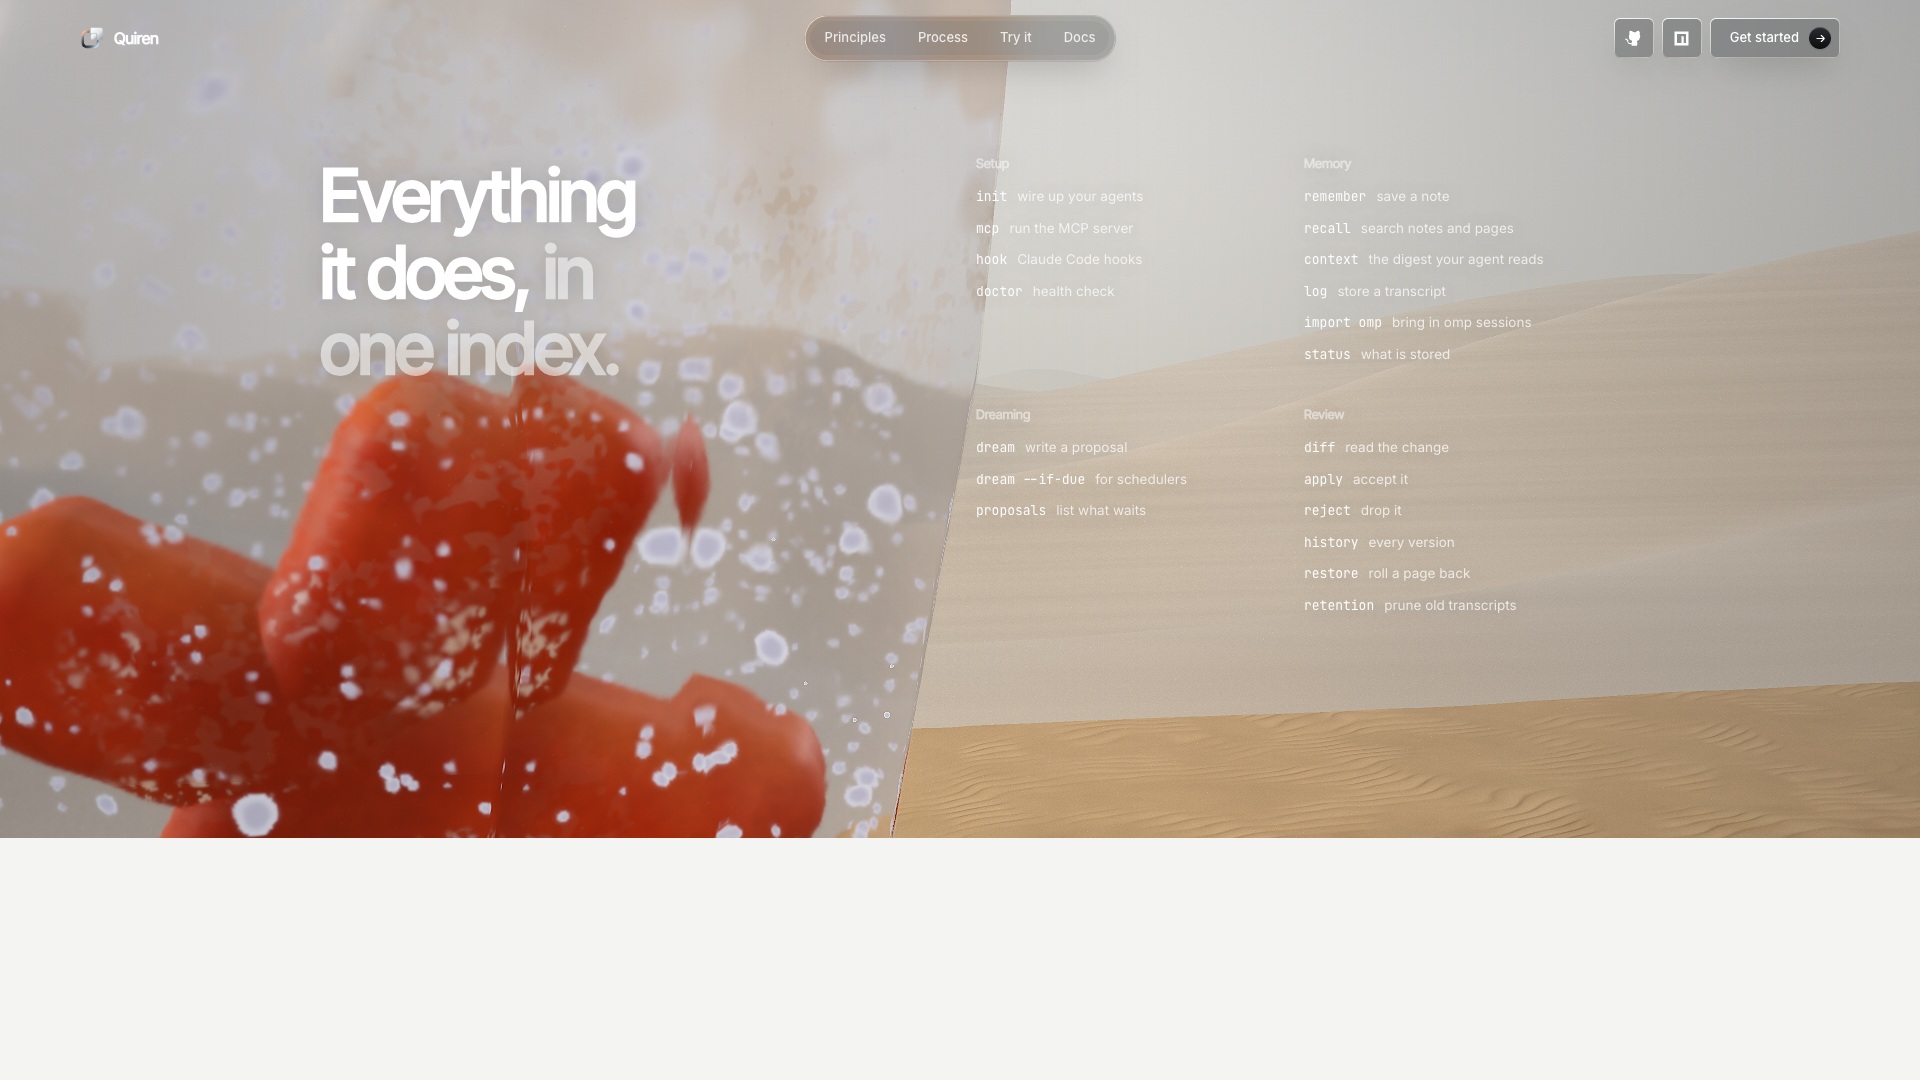 Quiren
Principles
Process
Try it
Docs
Get started
Everything
it does, in
one index.
Setup
init wire up your agents
mcp run the MCP server
hook Claude Code hooks
doctor health check
Memory
remember save a note
recall search notes and pages
context the digest your agent reads
log store a transcript
import omp bring in omp sessions
status what is stored
Dreaming
dream write a proposal
dream --if-due for schedulers
proposals list what waits
Review
diff read the change
apply accept it
reject drop it
history every version
restore roll a page back
retention prune old transcripts